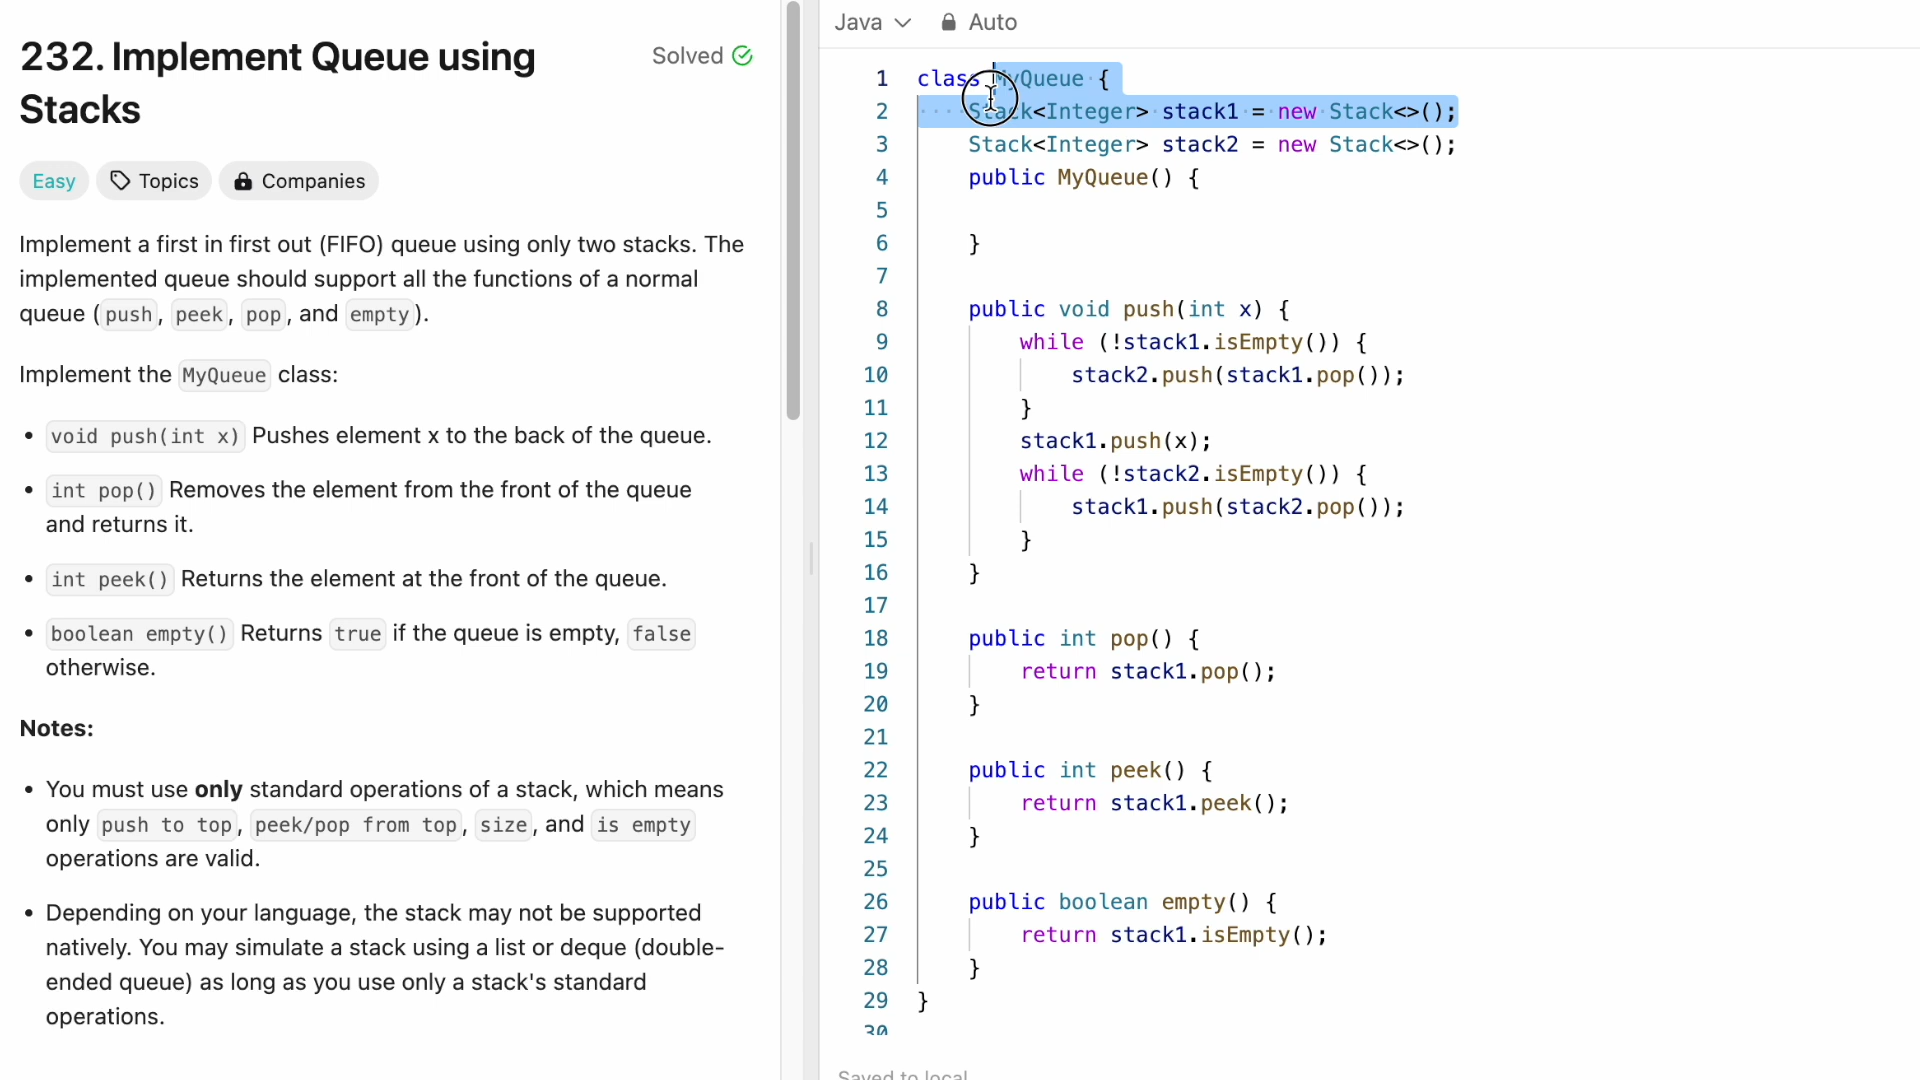 232. Implement Queue using
Stacks
Solved
Easy
Topics
Companies
Implement a first in first out (FIFO) queue using only two stacks. The
implemented queue should support all the functions of a normal
queue (push, peek, pop, and empty).
Implement the MyQueue class:
• void push(int x) Pushes element x to the back of the queue.
• int pop() Removes the element from the front of the queue
and returns it.
• int peek() Returns the element at the front of the queue.
• boolean empty() Returns true if the queue is empty, false
otherwise.
Notes:
• You must use only standard operations of a stack, which means
only push to top, peek/pop from top, size, and is empty
operations are valid.
• Depending on your language, the stack may not be supported
natively. You may simulate a stack using a list or deque (double-
ended queue) as long as you use only a stack's standard
operations.
Java
Auto
1 class MyQueue {
2     Stack<Integer> stack1 = new Stack<>();
3     Stack<Integer> stack2 = new Stack<>();
4     public MyQueue() {
5
6     }
7
8     public void push(int x) {
9         while (!stack1.isEmpty()) {
10             stack2.push(stack1.pop());
11         }
12         stack1.push(x);
13         while (!stack2.isEmpty()) {
14             stack1.push(stack2.pop());
15         }
16     }
17
18     public int pop() {
19         return stack1.pop();
20     }
21
22     public int peek() {
23         return stack1.peek();
24     }
25
26     public boolean empty() {
27         return stack1.isEmpty();
28     }
29 }
30
Saved to local